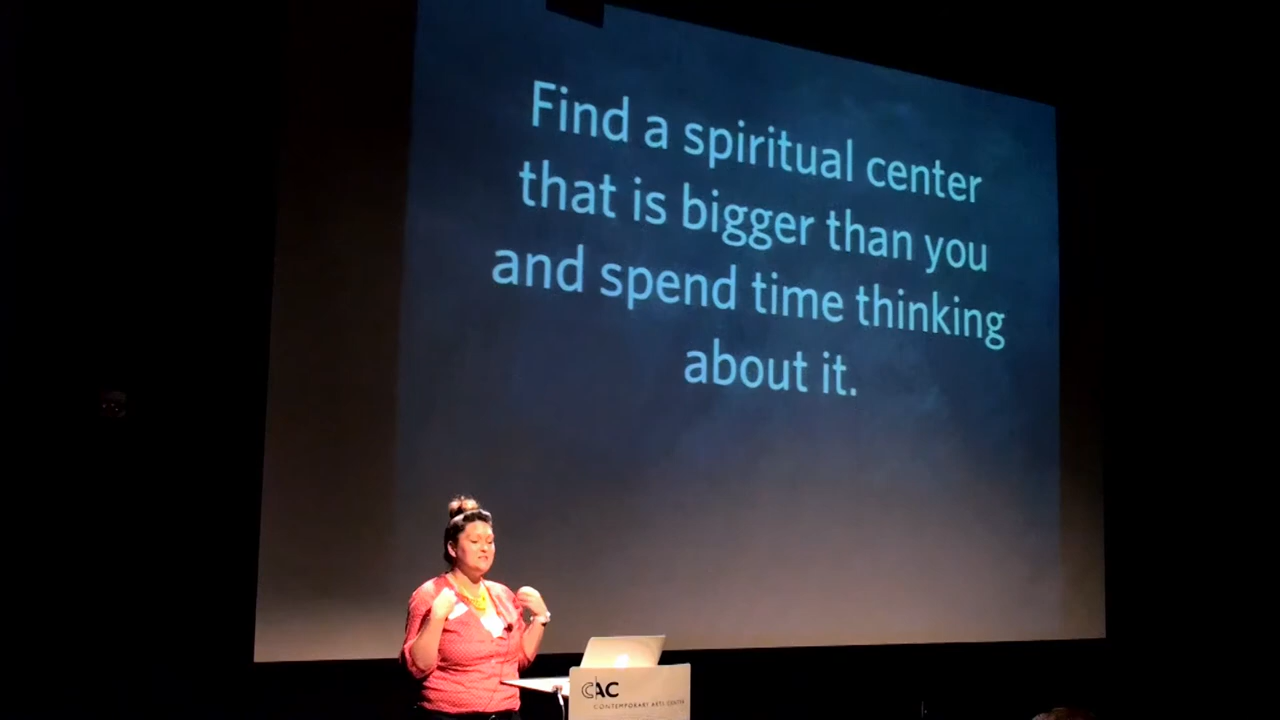 Find a spiritual center
that is bigger than you
and spend time thinking
about it.
CAC
CONTEMPORARY ARTS CENTER